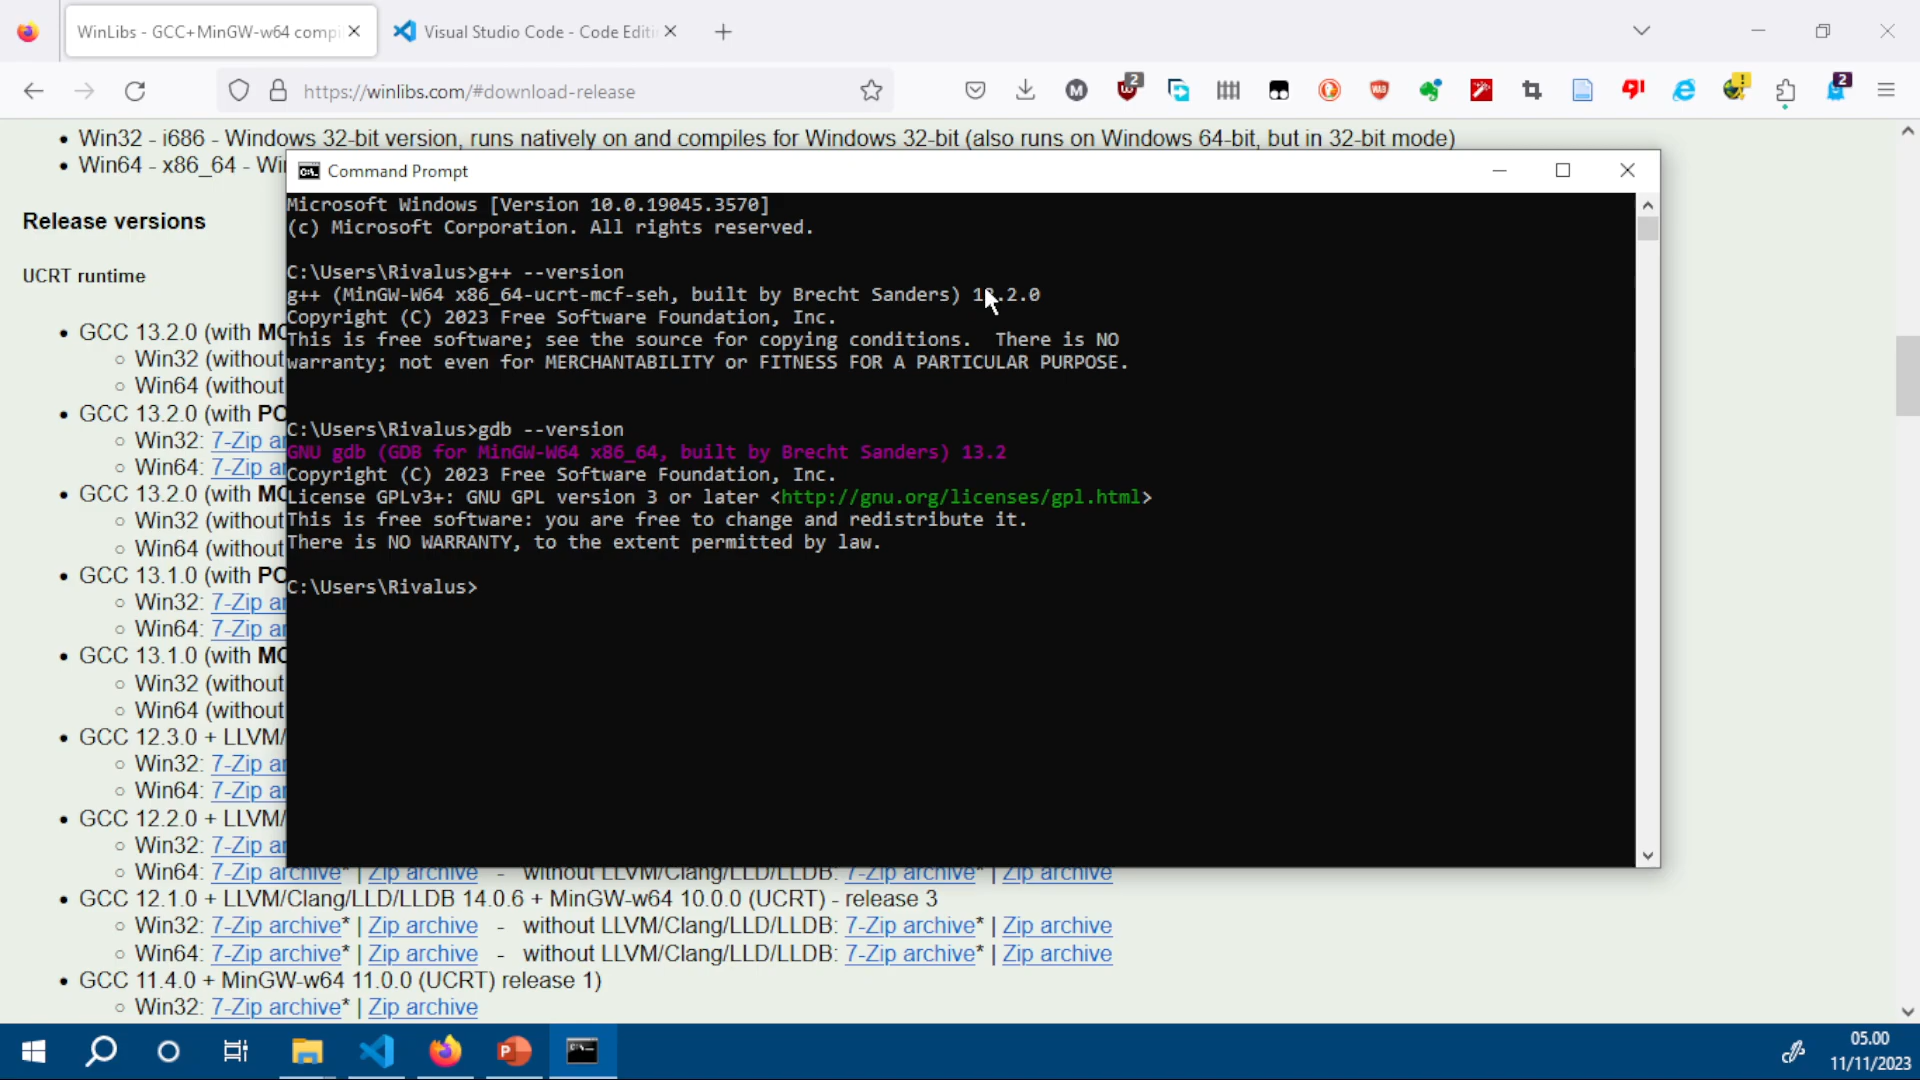 WinLibs - GCC+MinGW-w64 compi
Visual Studio Code - Code Editi
https://winlibs.com/#download-release
2
2
• Win32 - i686 - Windows 32-bit version, runs natively on and compiles for Windows 32-bit (also runs on Windows 64-bit, but in 32-bit mode)
• Win64 - x86_64 - Wi
Release versions
UCRT runtime
• GCC 13.2.0 (with MC
◦ Win32 (without
◦ Win64 (without
• GCC 13.2.0 (with PO
◦ Win32: 7-Zip ar
◦ Win64: 7-Zip ar
• GCC 13.2.0 (with MC
◦ Win32 (without
◦ Win64 (without
• GCC 13.1.0 (with PO
◦ Win32: 7-Zip ar
◦ Win64: 7-Zip ar
• GCC 13.1.0 (with MC
◦ Win32 (without
◦ Win64 (without
• GCC 12.3.0 + LLVM/
◦ Win32: 7-Zip ar
◦ Win64: 7-Zip ar
• GCC 12.2.0 + LLVM/
◦ Win32: 7-Zip ar
◦ Win64: 7-Zip archive* | Zip archive - without LLVM/Clang/LLD/LLDB: 7-Zip archive* | Zip archive
• GCC 12.1.0 + LLVM/Clang/LLD/LLDB 14.0.6 + MinGW-w64 10.0.0 (UCRT) - release 3
◦ Win32: 7-Zip archive* | Zip archive - without LLVM/Clang/LLD/LLDB: 7-Zip archive* | Zip archive
◦ Win64: 7-Zip archive* | Zip archive - without LLVM/Clang/LLD/LLDB: 7-Zip archive* | Zip archive
• GCC 11.4.0 + MinGW-w64 11.0.0 (UCRT) release 1)
◦ Win32: 7-Zip archive* | Zip archive
Command Prompt
Microsoft Windows [Version 10.0.19045.3570]
(c) Microsoft Corporation. All rights reserved.
C:\Users\Rivalus>g++ --version
g++ (MinGW-W64 x86_64-ucrt-mcf-seh, built by Brecht Sanders) 13.2.0
Copyright (C) 2023 Free Software Foundation, Inc.
This is free software; see the source for copying conditions.  There is NO
warranty; not even for MERCHANTABILITY or FITNESS FOR A PARTICULAR PURPOSE.
C:\Users\Rivalus>gdb --version
GNU gdb (GDB for MinGW-W64 x86_64, built by Brecht Sanders) 13.2
Copyright (C) 2023 Free Software Foundation, Inc.
License GPLv3+: GNU GPL version 3 or later <http://gnu.org/licenses/gpl.html>
This is free software: you are free to change and redistribute it.
There is NO WARRANTY, to the extent permitted by law.
C:\Users\Rivalus>
05.00
11/11/2023